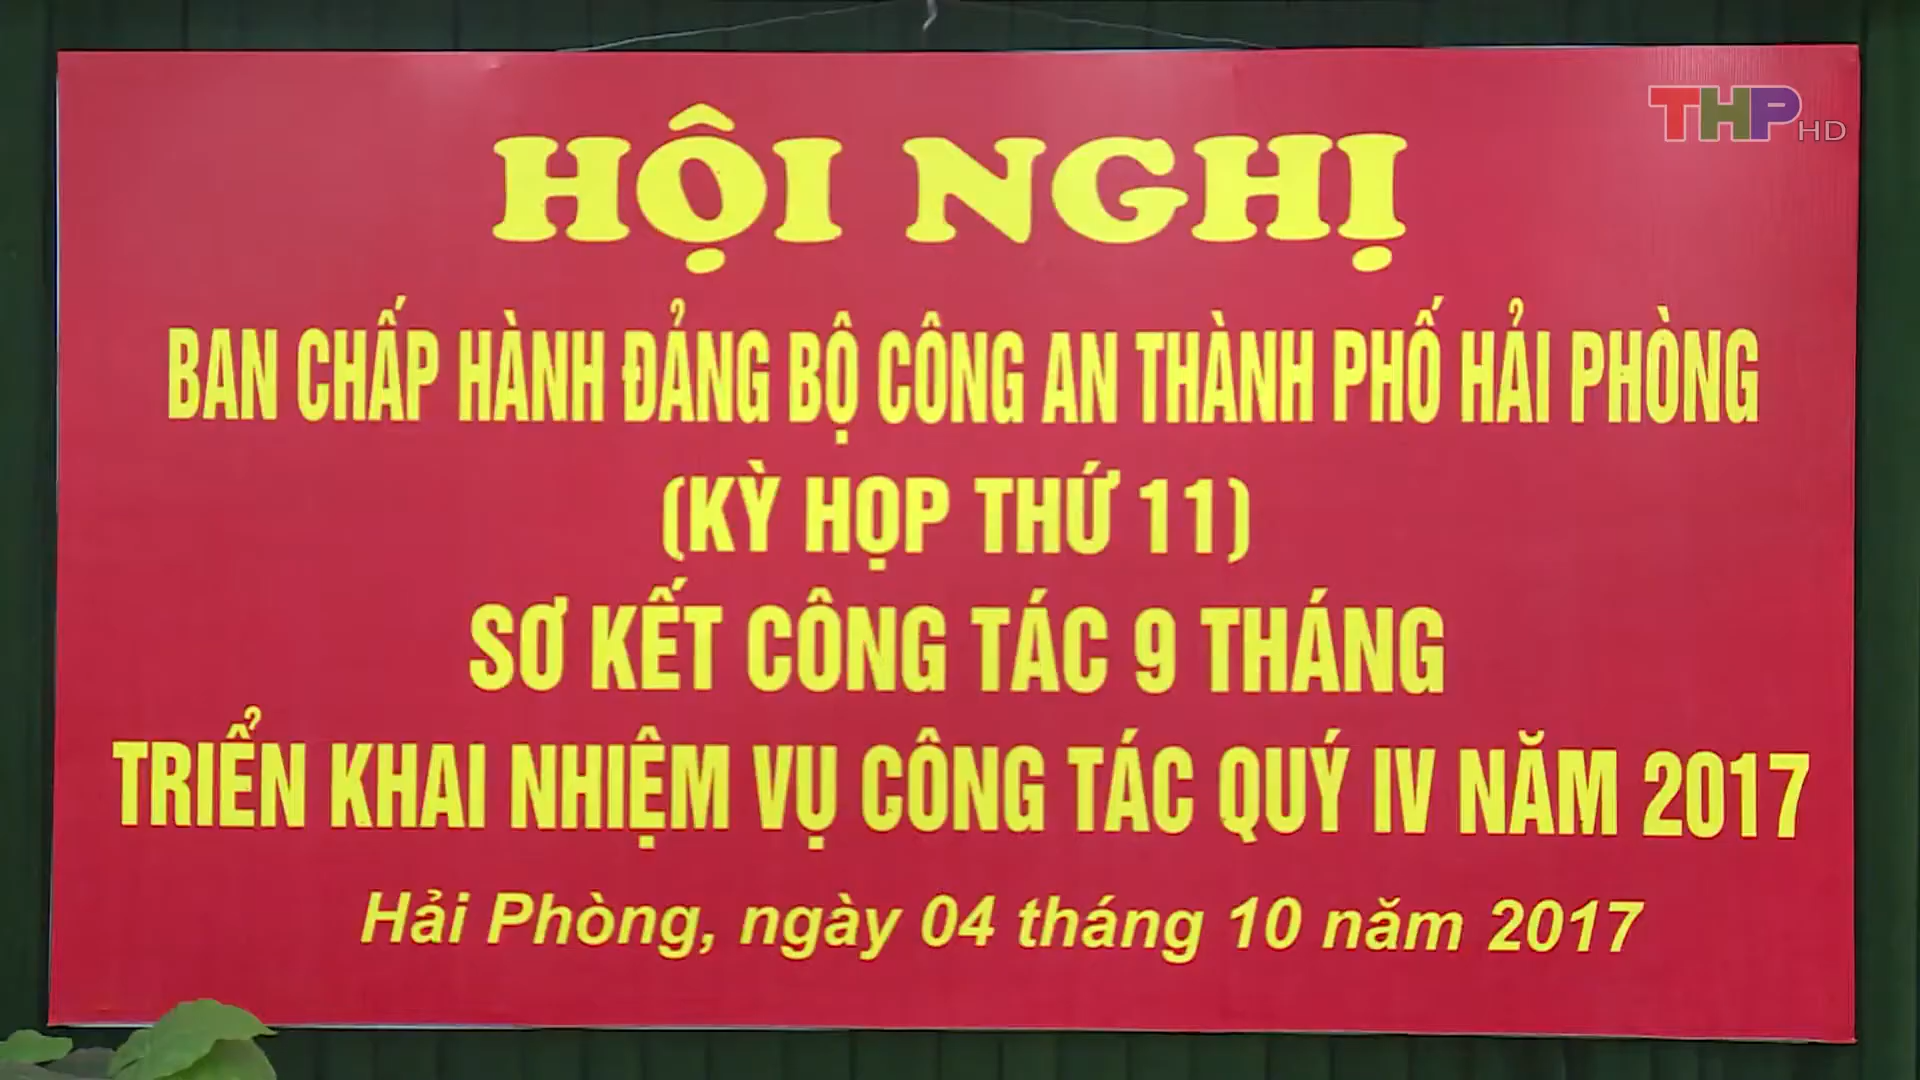 THP HD
HỘI NGHỊ
BAN CHẤP HÀNH ĐẢNG BỘ CÔNG AN THÀNH PHỐ HẢI PHÒNG
(KỲ HỌP THỨ 11)
SƠ KẾT CÔNG TÁC 9 THÁNG
TRIỂN KHAI NHIỆM VỤ CÔNG TÁC QUÝ IV NĂM 2017
Hải Phòng, ngày 04 tháng 10 năm 2017